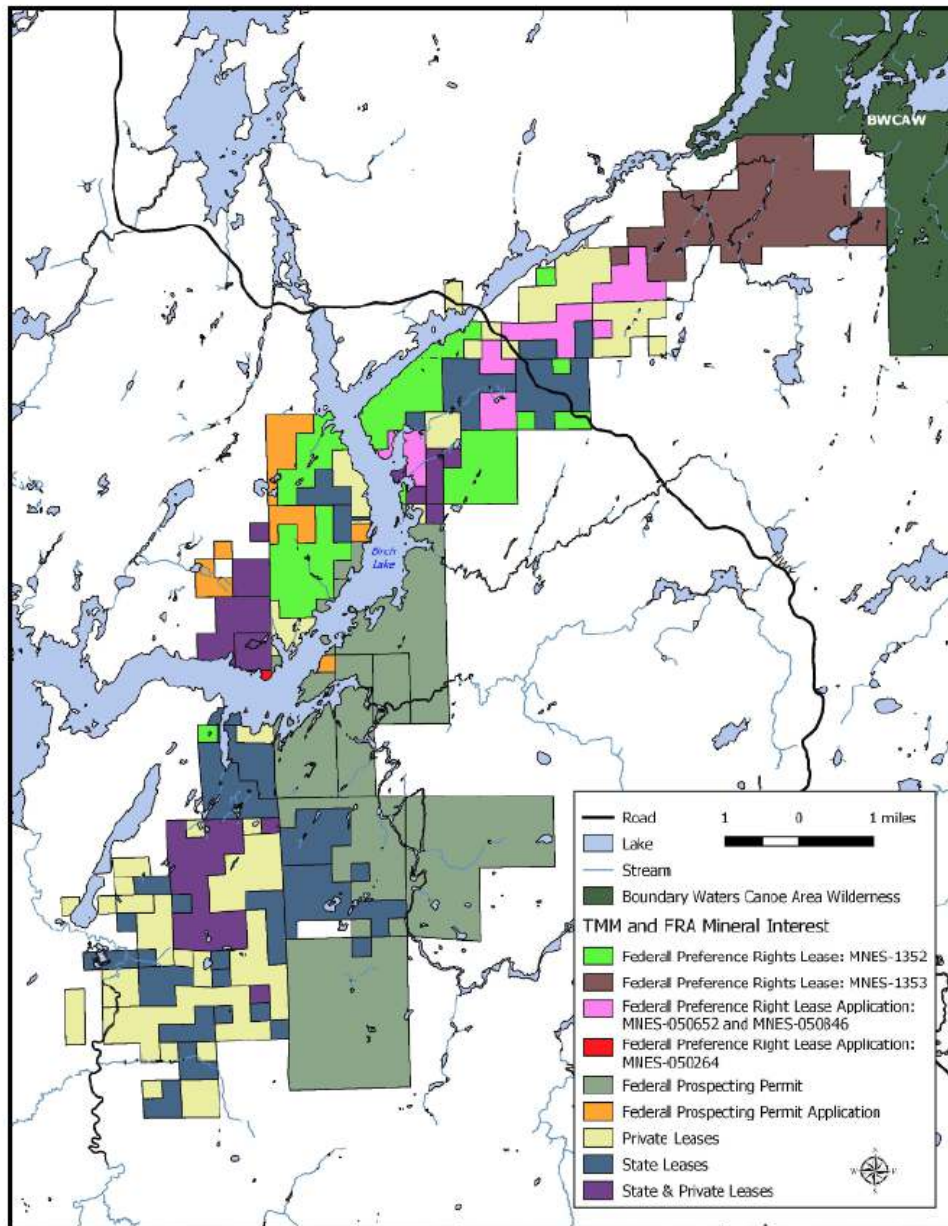 BWCAW
Birch
Lake
Road
1 0 1 miles
Lake
Stream
Boundary Waters Canoe Area Wilderness
TMM and FRA Mineral Interest
Federal Preference Rights Lease: MNES-1352
Federal Preference Rights Lease: MNES-1353
Federal Preference Right Lease Application:
MNES-050652 and MNES-050846
Federal Preference Right Lease Application:
MNES-050264
Federal Prospecting Permit
Federal Prospecting Permit Application
Private Leases
State Leases
State & Private Leases
N
W E
S